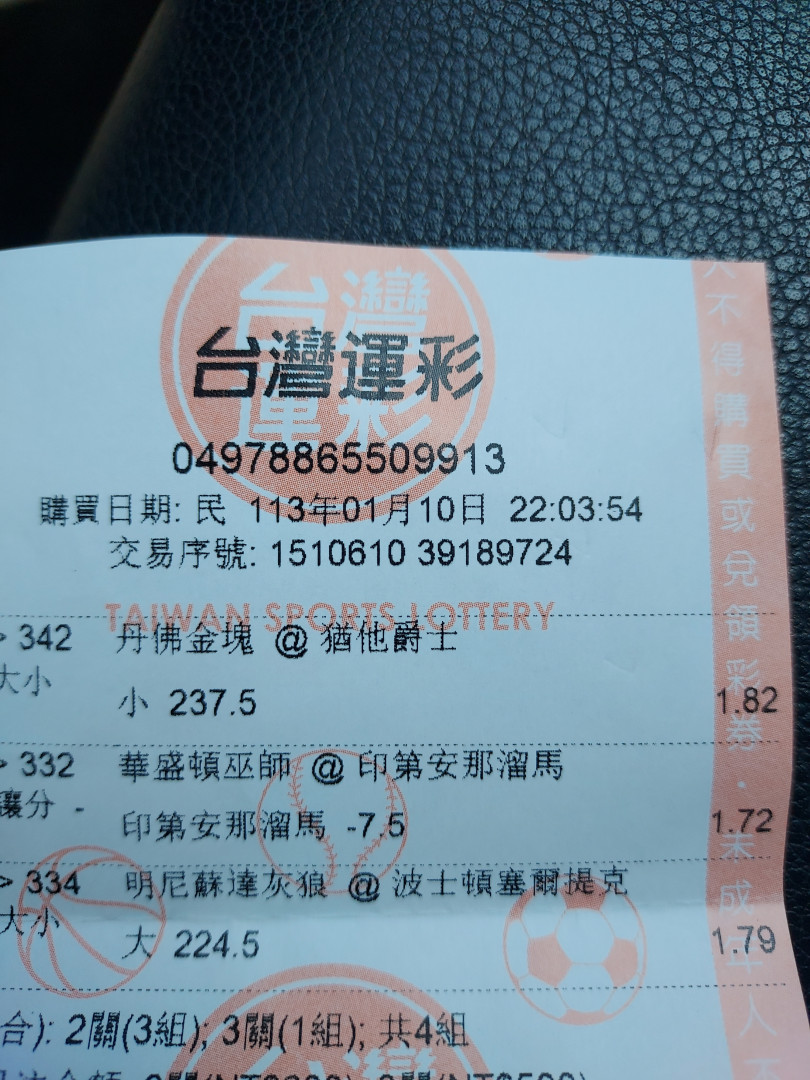 台灣運彩
04978865509913
購買日期: 民 113年01月10日 22:03:54
交易序號: 1510610 39189724
TAIWAN SPORTS LOTTERY
> 342 丹佛金塊 @ 猶他爵士
大小 小 237.5 1.82
> 332 華盛頓巫師 @ 印第安那溜馬
讓分 - 印第安那溜馬 -7.5 1.72
> 334 明尼蘇達灰狼 @ 波士頓塞爾提克
大小 大 224.5 1.79
合): 2關(3組); 3關(1組); 共4組
人不得購買或兌領彩券・未成年人不